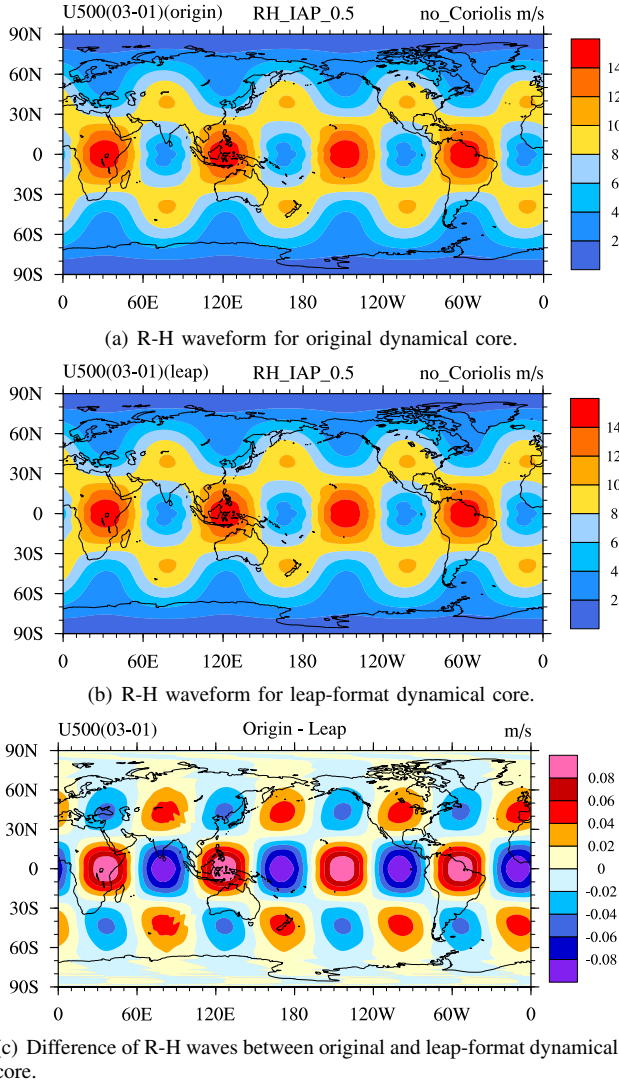 U500(03-01)(origin) RH_IAP_0.5 no_Coriolis m/s
90N
60N
30N
0
30S
60S
90S
0 60E 120E 180 120W 60W 0
14
12
10
8
6
4
2
(a) R-H waveform for original dynamical core.
U500(03-01)(leap) RH_IAP_0.5 no_Coriolis m/s
90N
60N
30N
0
30S
60S
90S
0 60E 120E 180 120W 60W 0
14
12
10
8
6
4
2
(b) R-H waveform for leap-format dynamical core.
U500(03-01) Origin - Leap m/s
90N
60N
30N
0
30S
60S
90S
0 60E 120E 180 120W 60W 0
0.08
0.06
0.04
0.02
0
-0.02
-0.04
-0.06
-0.08
(c) Difference of R-H waves between original and leap-format dynamical
core.